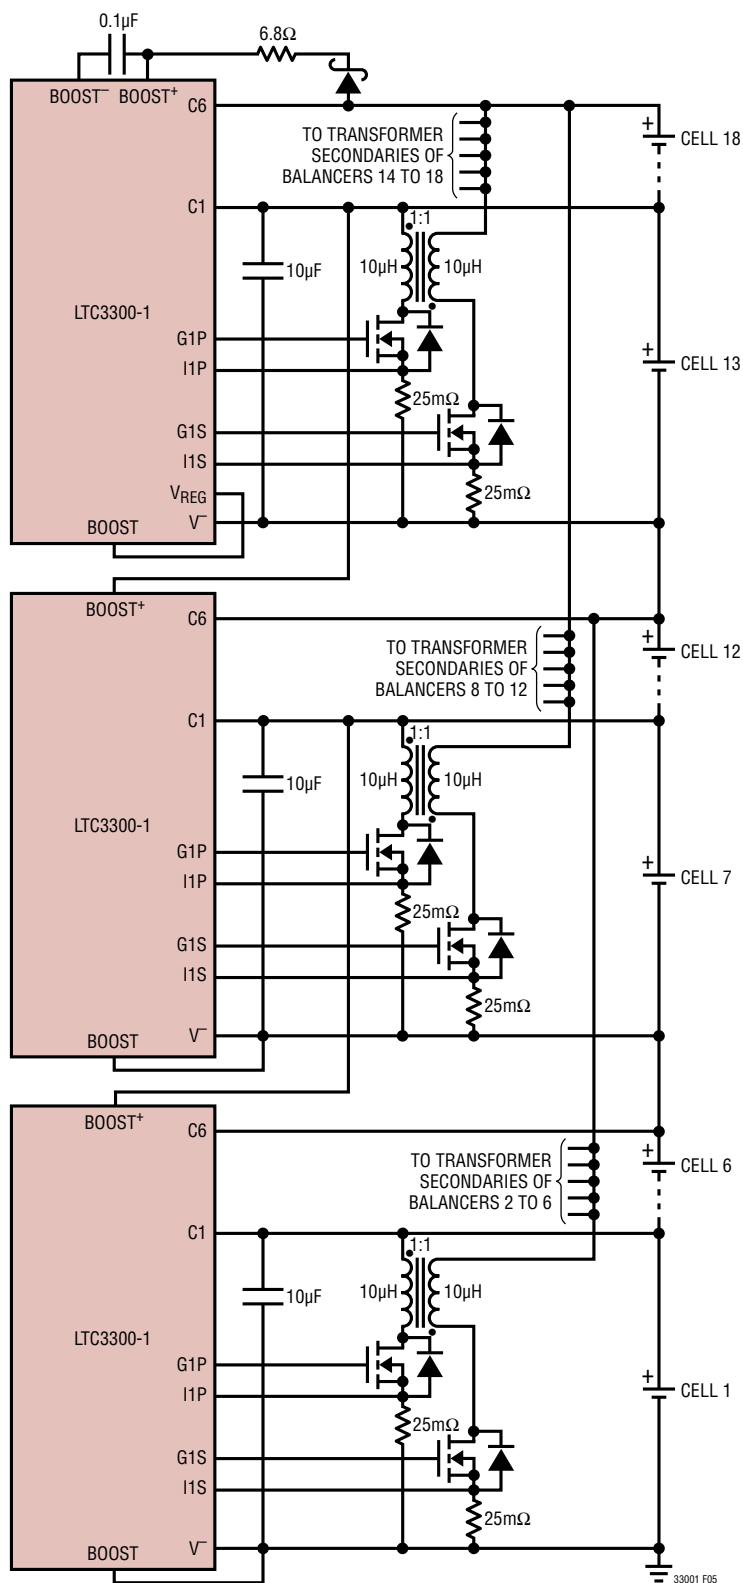 0.1µF
6.8Ω
BOOST⁻ BOOST⁺
C6
TO TRANSFORMER
SECONDARIES OF
BALANCERS 14 TO 18
+
CELL 18
C1
1:1
10µF
10µH
10µH
LTC3300-1
G1P
+
CELL 13
I1P
25mΩ
G1S
I1S
VREG
25mΩ
BOOST
V⁻
BOOST⁺
C6
TO TRANSFORMER
SECONDARIES OF
BALANCERS 8 TO 12
+
CELL 12
C1
1:1
10µF
10µH
10µH
LTC3300-1
G1P
+
CELL 7
I1P
25mΩ
G1S
I1S
25mΩ
BOOST
V⁻
BOOST⁺
C6
TO TRANSFORMER
SECONDARIES OF
BALANCERS 2 TO 6
+
CELL 6
C1
1:1
10µF
10µH
10µH
LTC3300-1
G1P
+
CELL 1
I1P
25mΩ
G1S
I1S
25mΩ
BOOST
V⁻
33001 F05